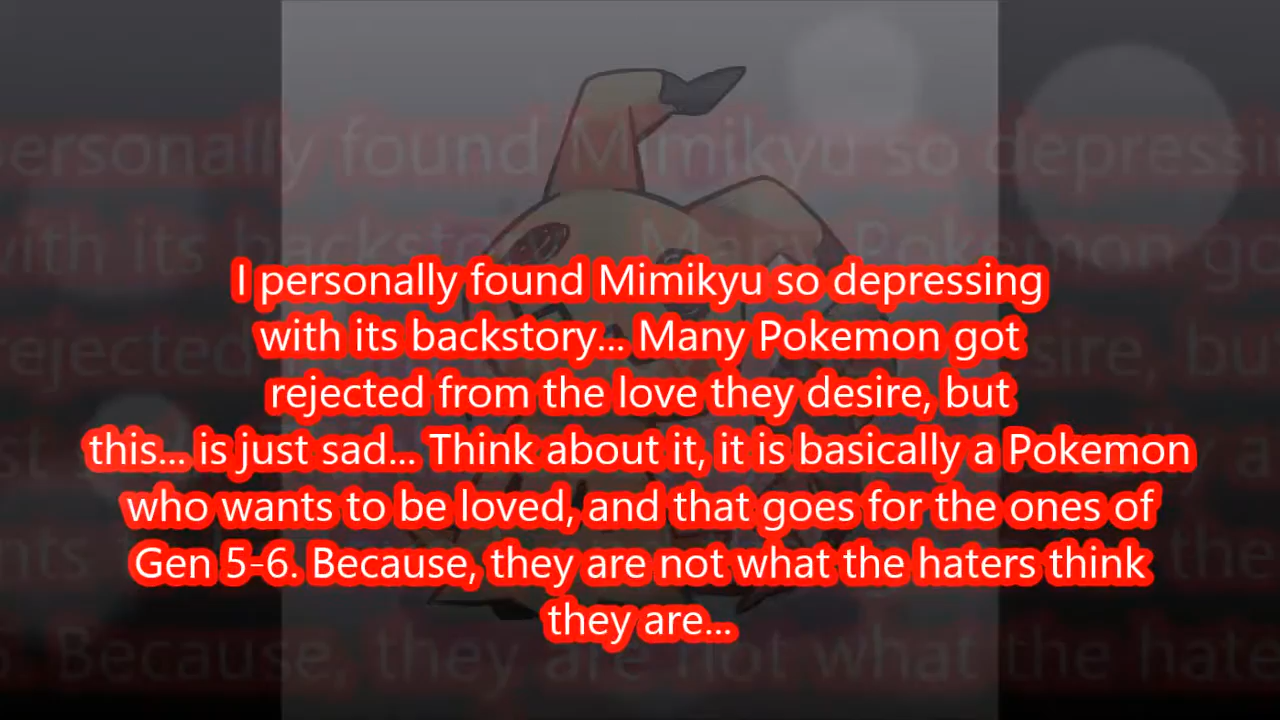 I personally found Mimikyu so depressing
with its backstory... Many Pokemon got
rejected from the love they desire, but
this... is just sad... Think about it, it is basically a Pokemon
who wants to be loved, and that goes for the ones of
Gen 5-6. Because, they are not what the haters think
they are...